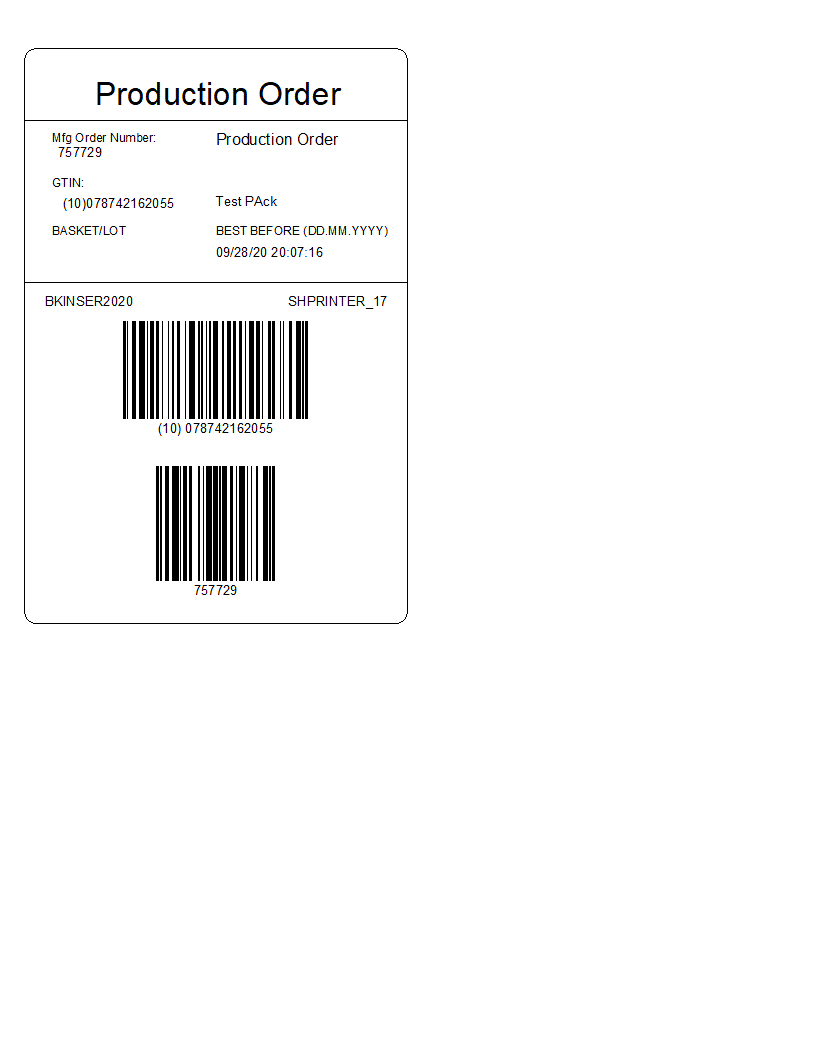 Production Order
Mfg Order Number:
757729
Production Order
GTIN:
(10)078742162055
Test PAck
BASKET/LOT
BEST BEFORE (DD.MM.YYYY)
09/28/20 20:07:16
BKINSER2020
SHPRINTER_17
(10) 078742162055
757729